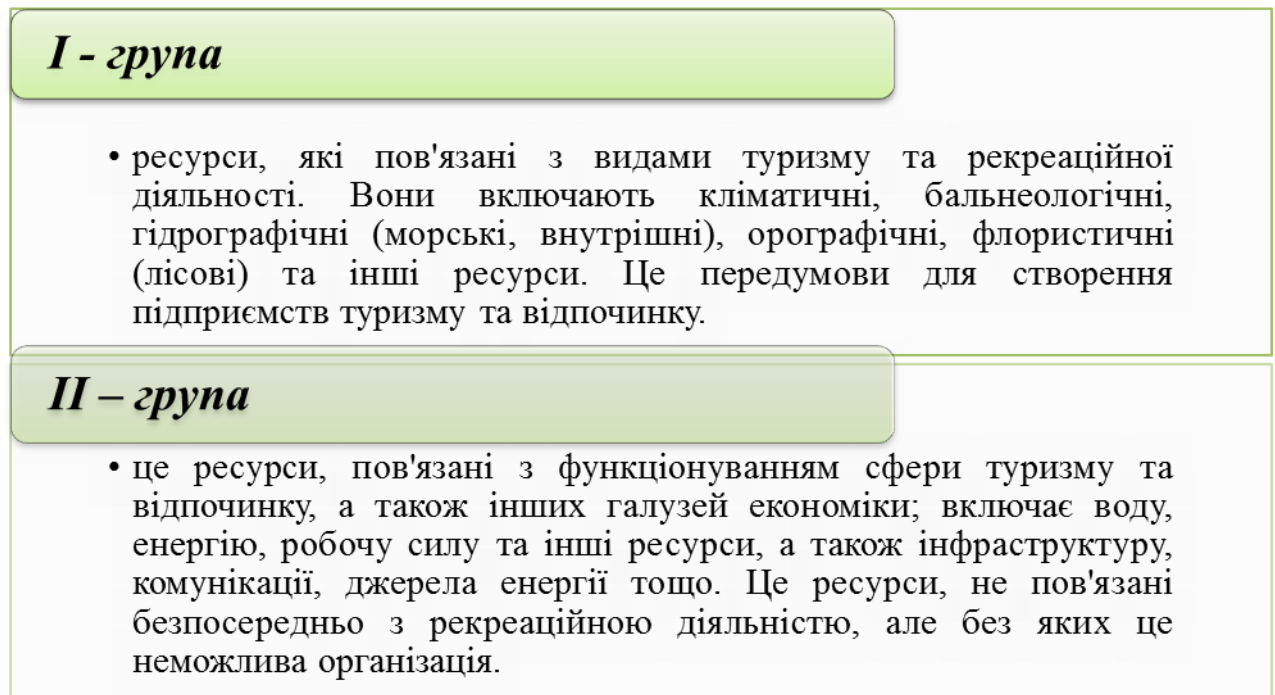 I - група
• ресурси, які пов'язані з видами туризму та рекреаційної
діяльності. Вони включають кліматичні, бальнеологічні,
гідрографічні (морські, внутрішні), орографічні, флористичні
(лісові) та інші ресурси. Це передумови для створення
підприємств туризму та відпочинку.
II – група
• це ресурси, пов'язані з функціонуванням сфери туризму та
відпочинку, а також інших галузей економіки; включає воду,
енергію, робочу силу та інші ресурси, а також інфраструктуру,
комунікації, джерела енергії тощо. Це ресурси, не пов'язані
безпосередньо з рекреаційною діяльністю, але без яких це
неможлива організація.